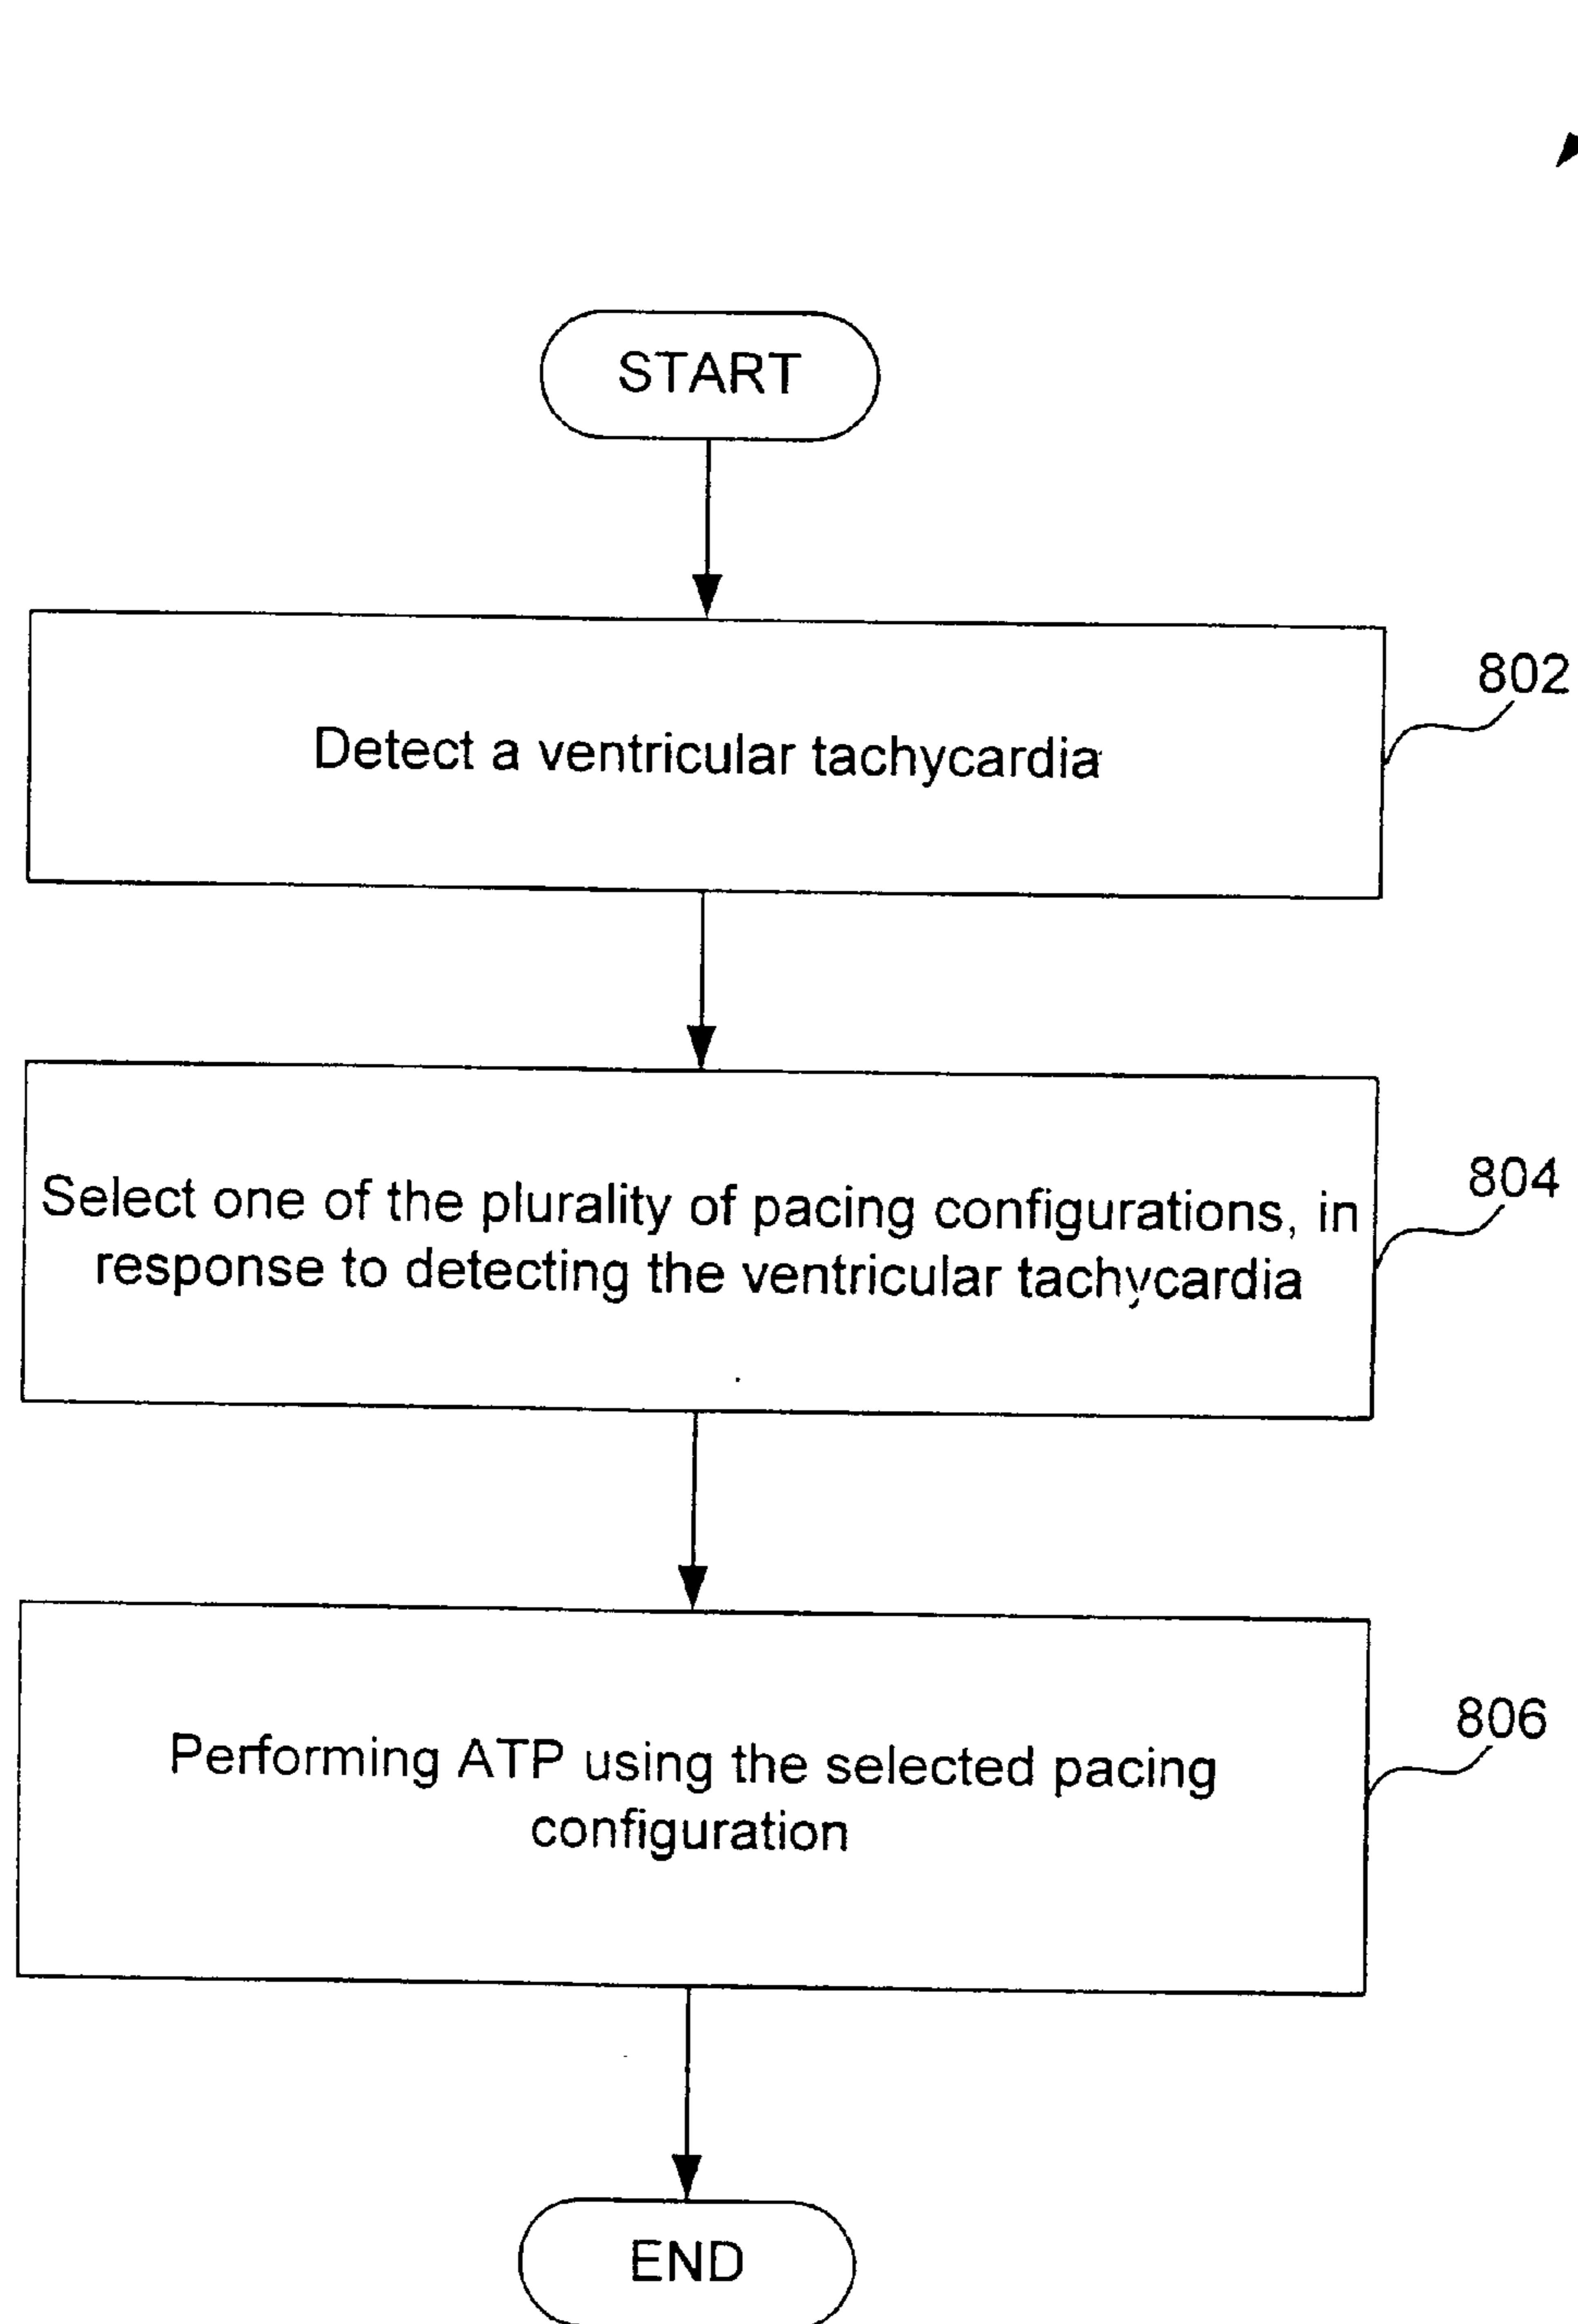 START
Detect a ventricular tachycardia
802
Select one of the plurality of pacing configurations, in
response to detecting the ventricular tachycardia
804
Performing ATP using the selected pacing
configuration
806
END